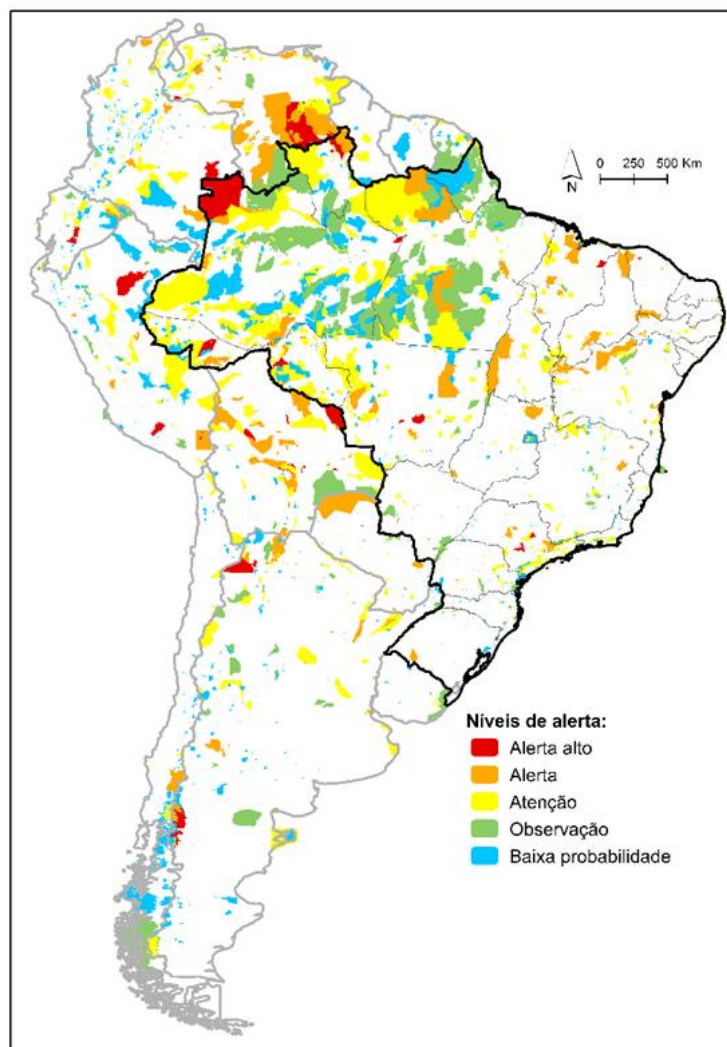 N
0 250 500 Km
Níveis de alerta:
Alerta alto
Alerta
Atenção
Observação
Baixa probabilidade